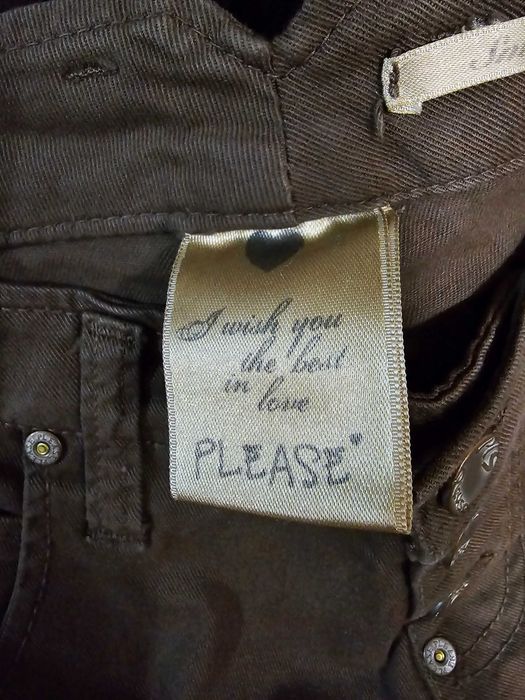 I wish you
the best
in love
PLEASE*